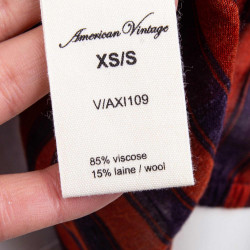 American Vintage
XS/S
V/AXI109
85% viscose
15% laine / wool